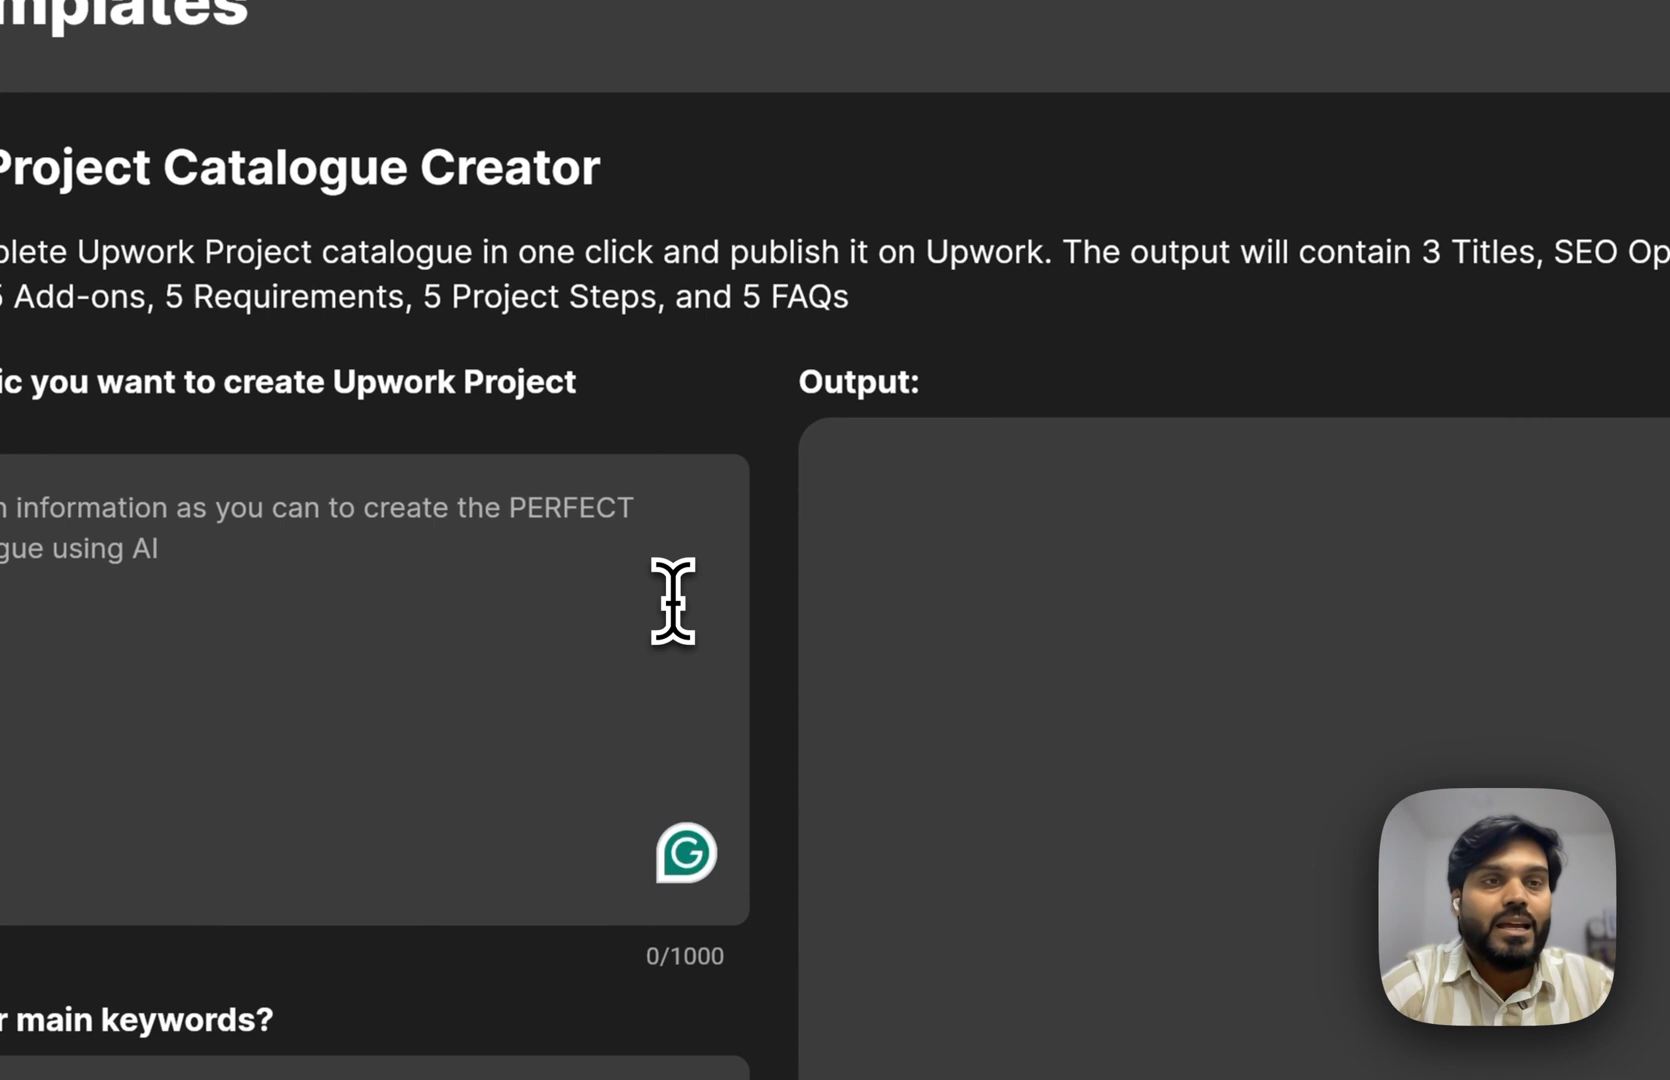 mplates
Project Catalogue Creator
plete Upwork Project catalogue in one click and publish it on Upwork. The output will contain 3 Titles, SEO Op
5 Add-ons, 5 Requirements, 5 Project Steps, and 5 FAQs
ic you want to create Upwork Project
Output:
n information as you can to create the PERFECT
gue using AI
G
0/1000
r main keywords?